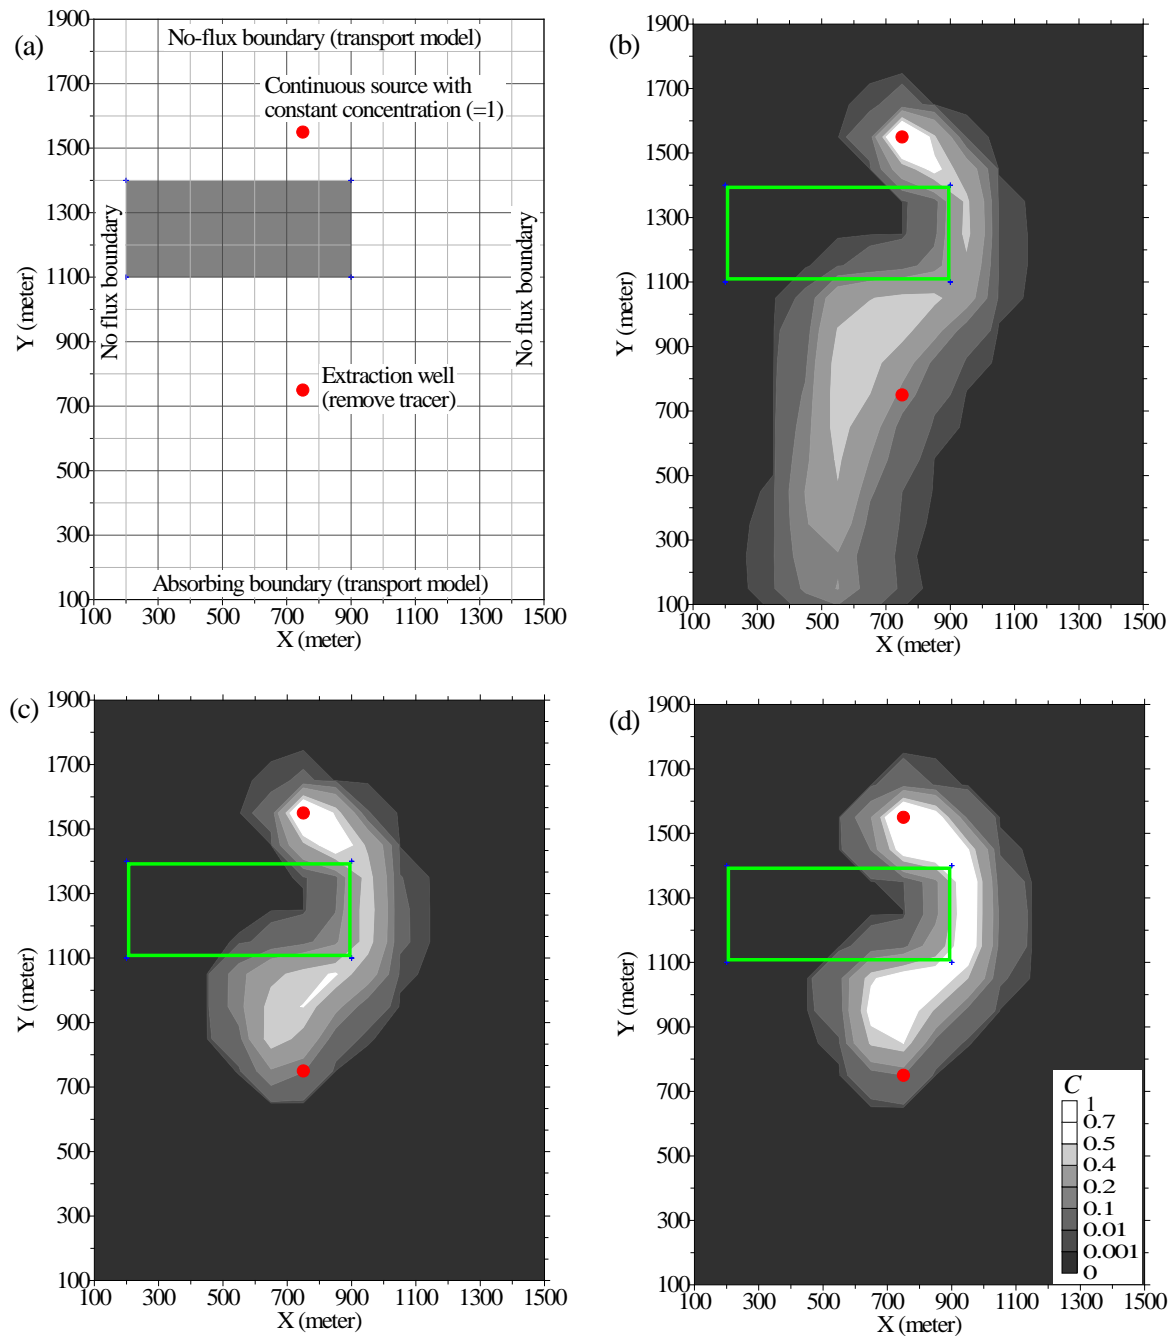 (a)
1900
1700
1500
1300
1100
900
700
500
300
100
Y (meter)
No-flux boundary (transport model)
Continuous source with
constant concentration (=1)
No flux boundary
No flux boundary
Extraction well
(remove tracer)
Absorbing boundary (transport model)
100 300 500 750 900 1100 1300 1500
X (meter)
(b)
1900
1700
1500
1300
1100
900
700
500
300
100
Y (meter)
100 300 500 700 900 1100 1300 1500
X (meter)
(c)
1900
1700
1500
1300
1100
900
700
500
300
100
Y (meter)
100 300 500 700 900 1100 1300 1500
X (meter)
(d)
1900
1700
1500
1300
1100
900
700
500
300
100
Y (meter)
C
1
0.7
0.5
0.4
0.2
0.1
0.01
0.001
0
100 300 500 700 900 1100 1300 1500
X (meter)